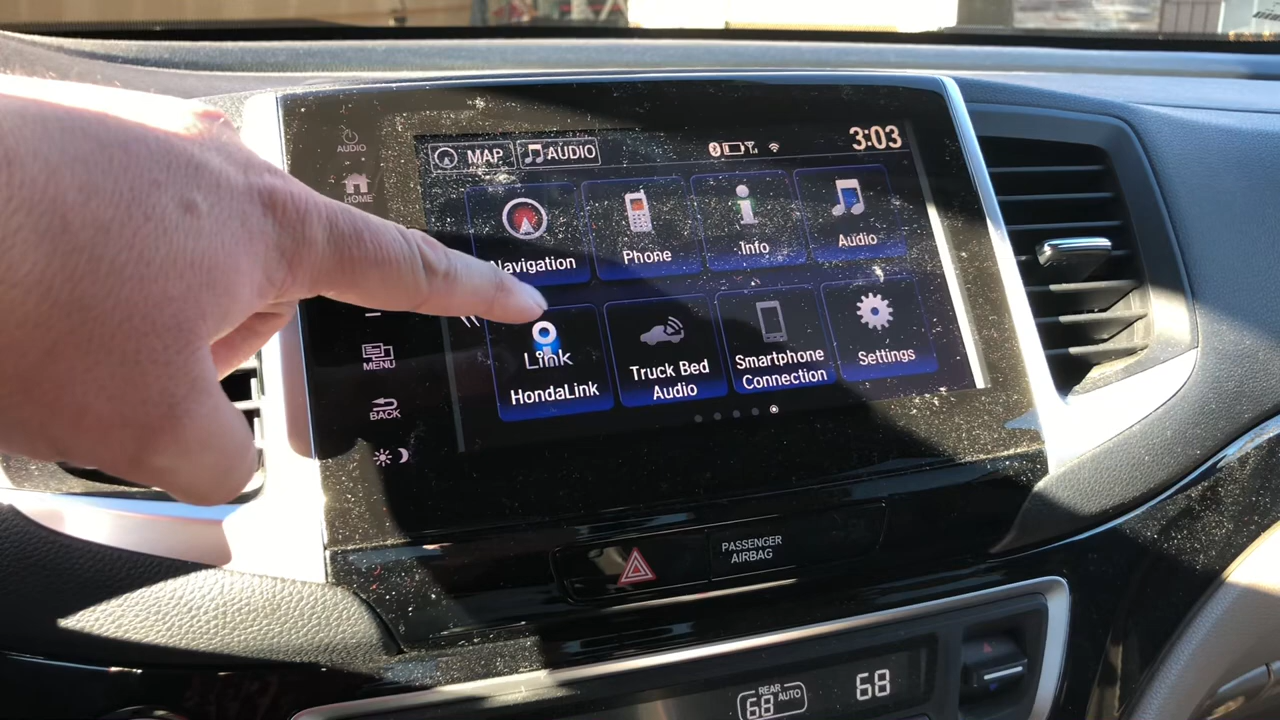 AUDIO
HOME
MENU
BACK
MAP
AUDIO
3:03
Navigation
Phone
Info
Audio
Link
HondaLink
Truck Bed
Audio
Smartphone
Connection
Settings
PASSENGER
AIRBAG
REAR
68 AUTO
68